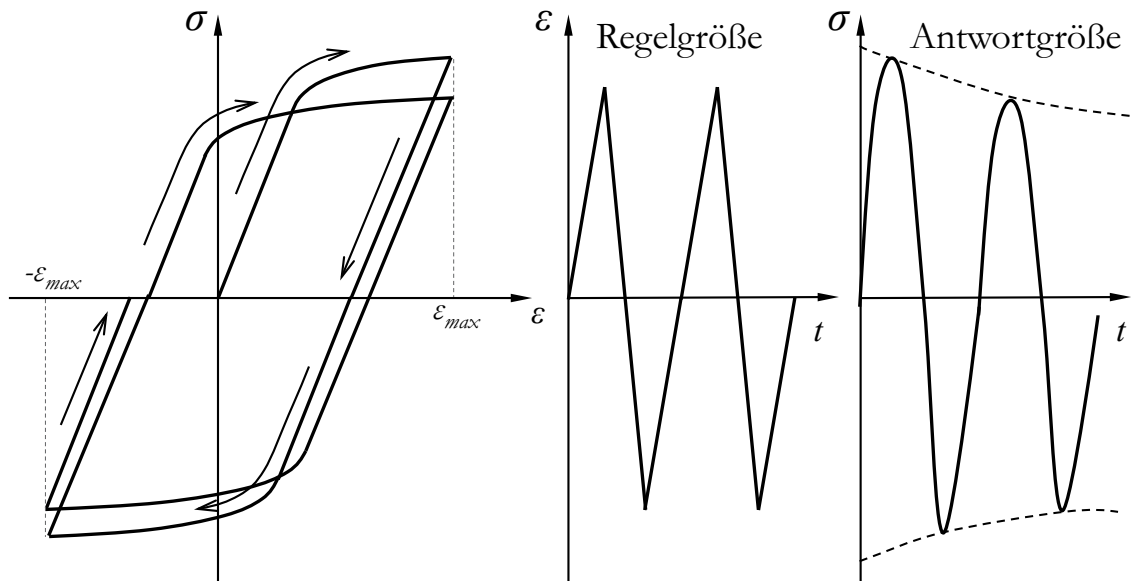 σ
-ε_max
ε_max
ε
ε
Regelgröße
t
σ
Antwortgröße
t